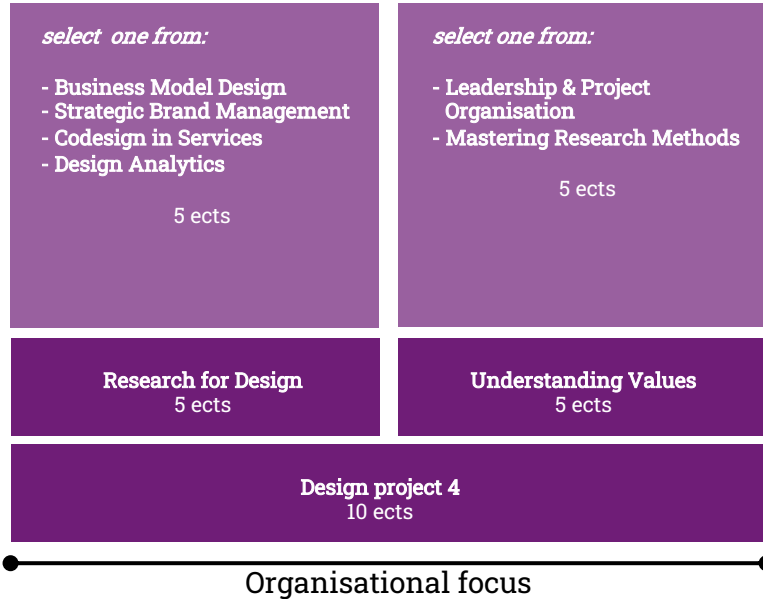 select one from:
- Business Model Design
- Strategic Brand Management
- Codesign in Services
- Design Analytics
5 ects
select one from:
- Leadership & Project
Organisation
- Mastering Research Methods
5 ects
Research for Design
5 ects
Understanding Values
5 ects
Design project 4
10 ects
Organisational focus